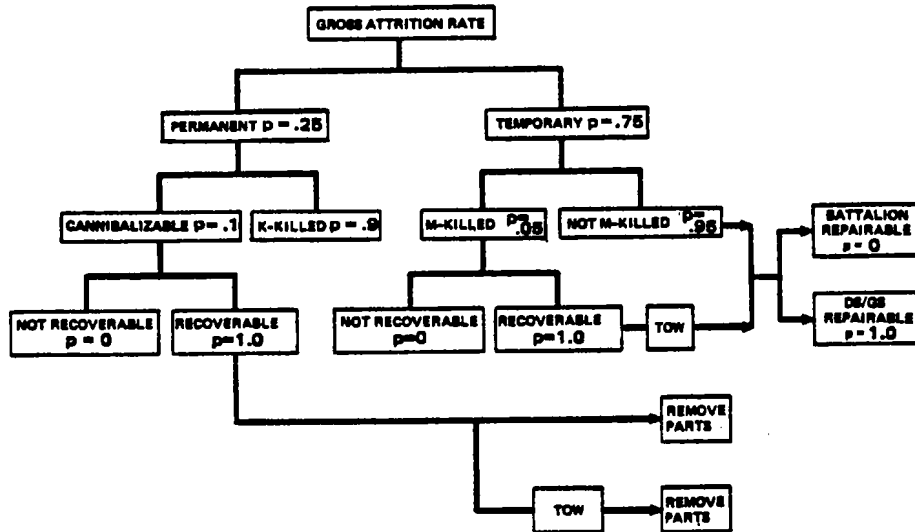 GROSS ATTRITION RATE
PERMANENT p = .25
TEMPORARY p = .75
CANNIBALIZABLE p = .1
K-KILLED p = .9
M-KILLED p= .05
NOT M-KILLED p= .95
BATTALION
REPAIRABLE
p = 0
NOT RECOVERABLE
p = 0
RECOVERABLE
p=1.0
NOT RECOVERABLE
p=0
RECOVERABLE
p=1.0
TOW
DS/GS
REPAIRABLE
p = 1.0
REMOVE
PARTS
TOW
REMOVE
PARTS